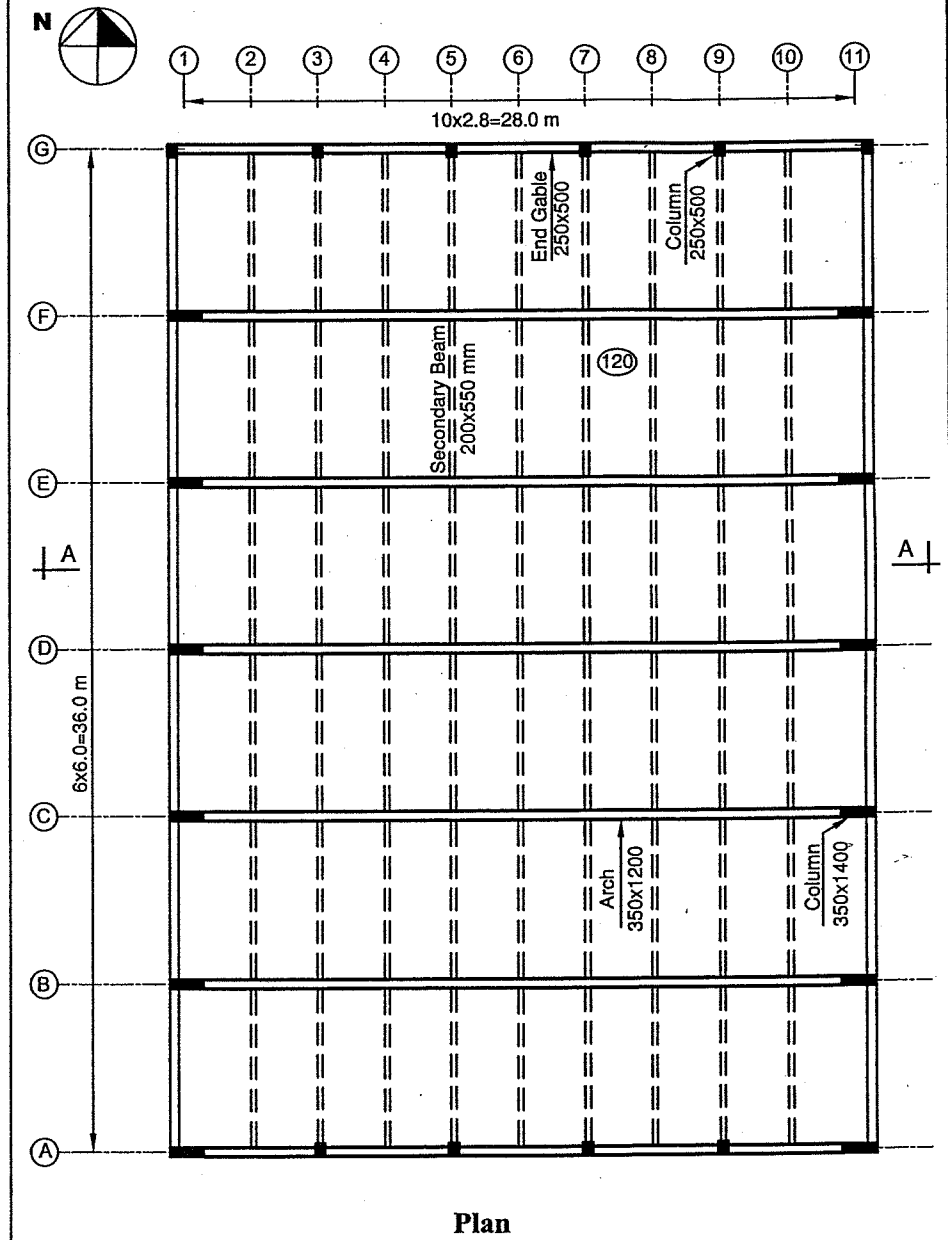 N
1 2 3 4 5 6 7 8 9 10 11
10x2.8=28.0 m
G
End Gable
250x500
Column
250x500
F
Secondary Beam
200x550 mm
120
E
A A
D
6x6.0=36.0 m
C
Arch
350x1200
Column
350x1400
B
A
Plan